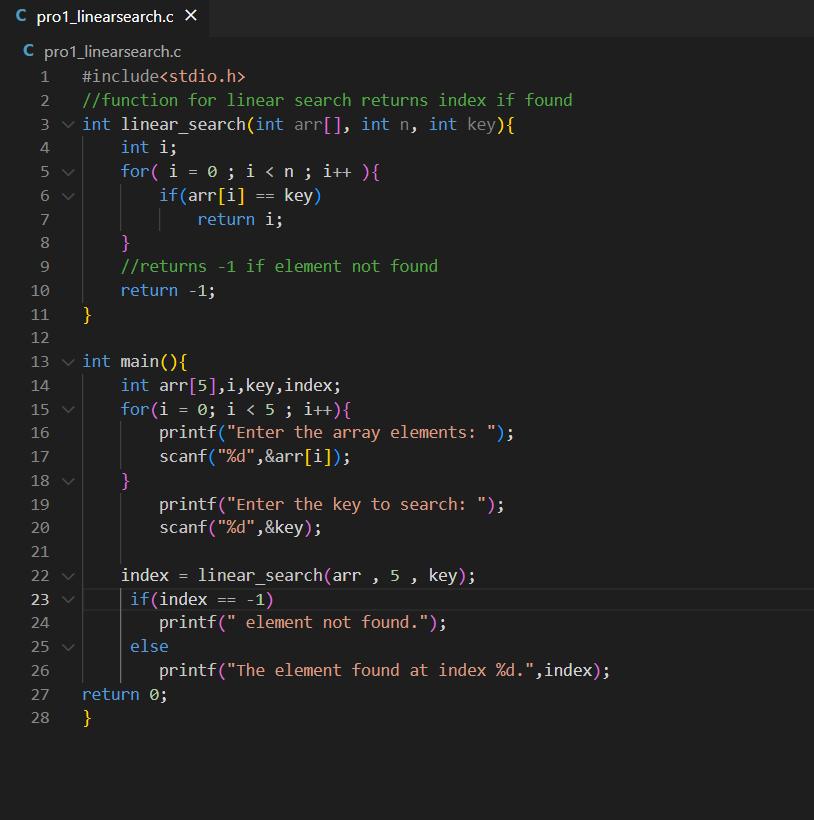 C pro1_linearsearch.c ×
C pro1_linearsearch.c
1 #include<stdio.h>
2 //function for linear search returns index if found
3 int linear_search(int arr[], int n, int key){
4     int i;
5     for( i = 0 ; i < n ; i++ ){
6         if(arr[i] == key)
7             return i;
8     }
9     //returns -1 if element not found
10     return -1;
11 }
12
13 int main(){
14     int arr[5],i,key,index;
15     for(i = 0; i < 5 ; i++){
16         printf("Enter the array elements: ");
17         scanf("%d",&arr[i]);
18     }
19         printf("Enter the key to search: ");
20         scanf("%d",&key);
21
22     index = linear_search(arr , 5 , key);
23      if(index == -1)
24         printf(" element not found.");
25      else
26         printf("The element found at index %d.",index);
27 return 0;
28 }